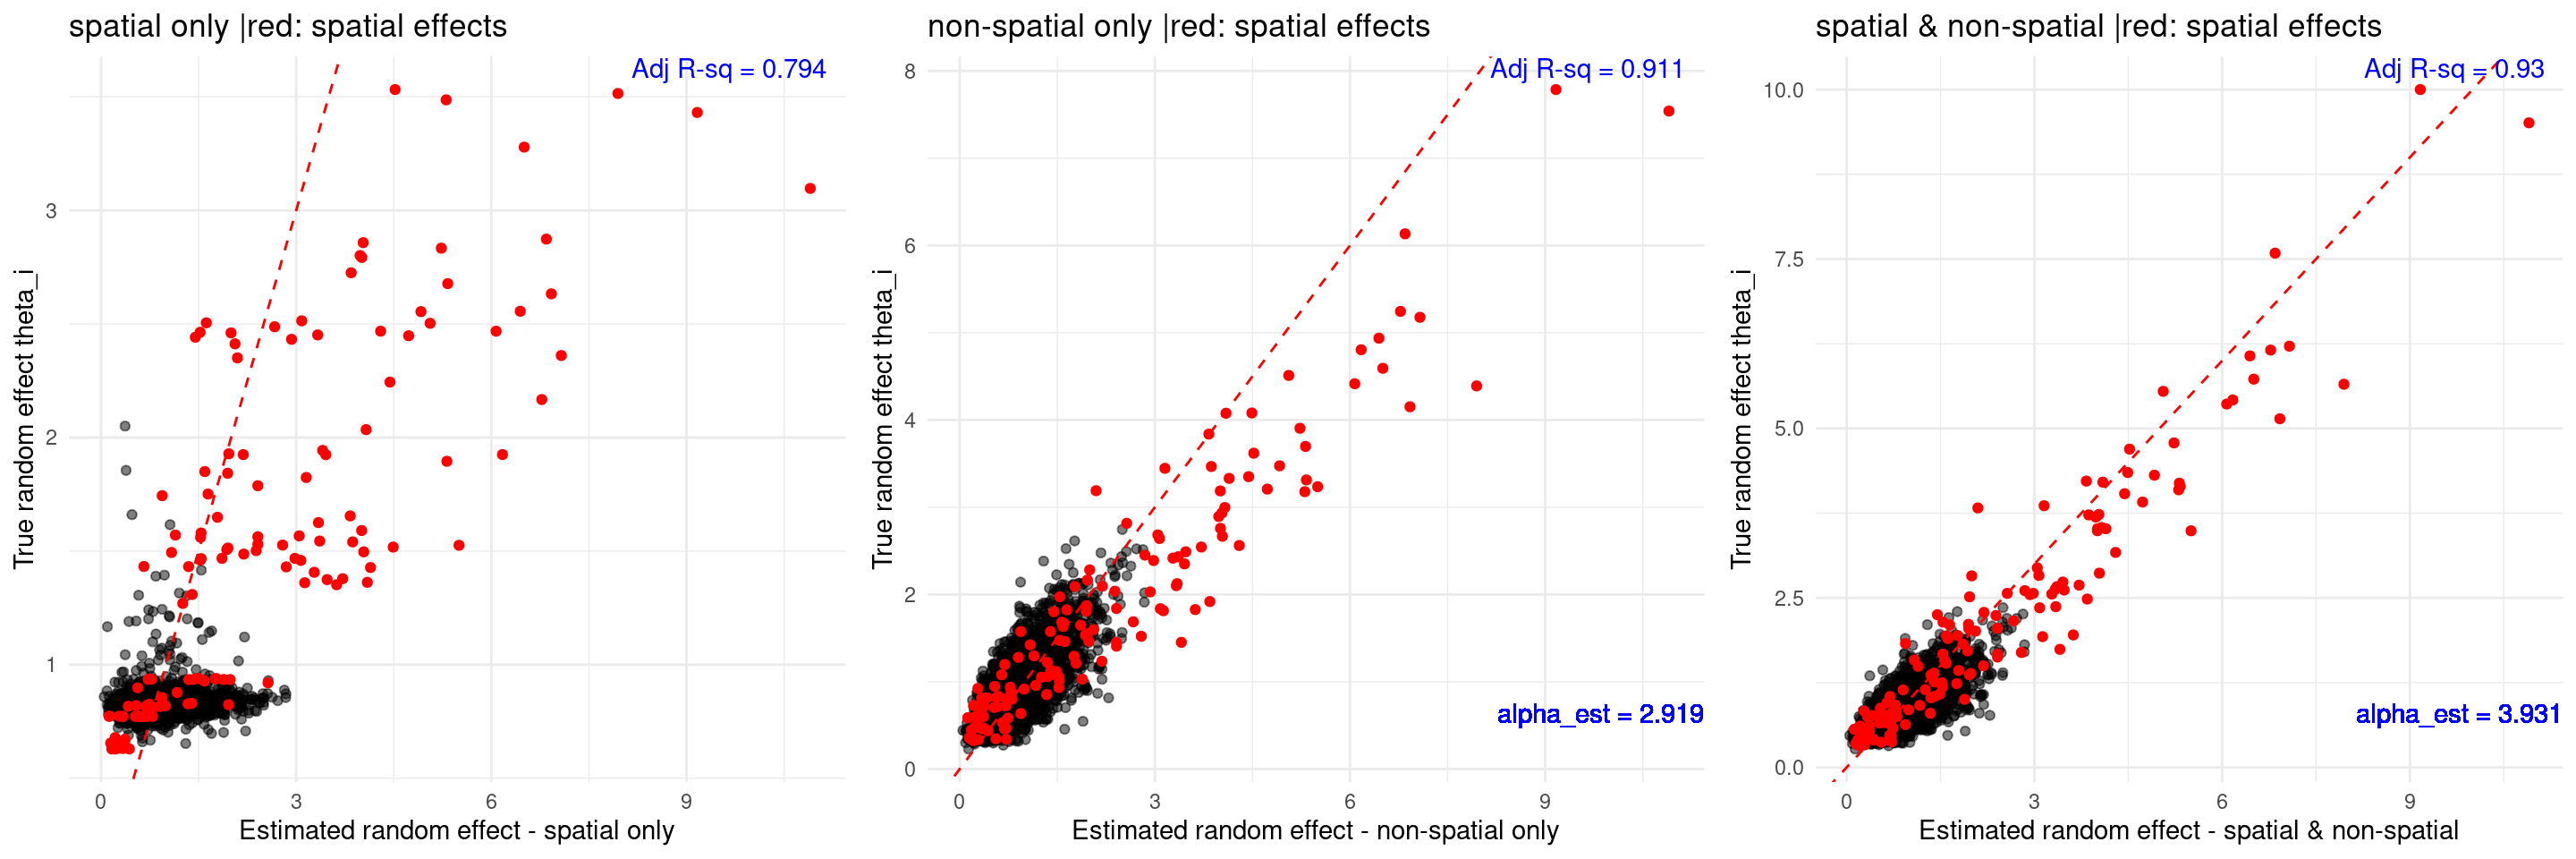 spatial only |red: spatial effects
Adj R-sq = 0.794
True random effect theta_i
3
2
1
0 3 6 9
Estimated random effect - spatial only
non-spatial only |red: spatial effects
Adj R-sq = 0.911
True random effect theta_i
8
6
4
2
0
alpha_est = 2.919
0 3 6 9
Estimated random effect - non-spatial only
spatial & non-spatial |red: spatial effects
Adj R-sq = 0.93
True random effect theta_i
10.0
7.5
5.0
2.5
0.0
alpha_est = 3.931
0 3 6 9
Estimated random effect - spatial & non-spatial